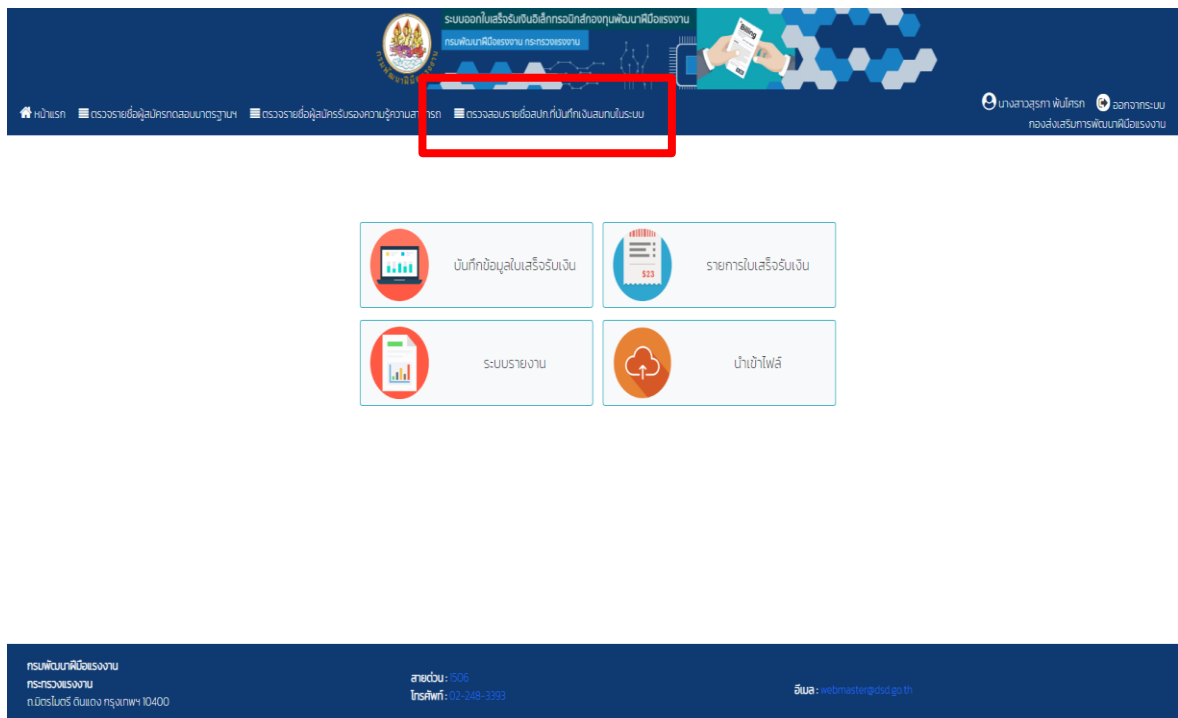 ระบบออกใบเสร็จรับเงินอิเล็กทรอนิกส์กองทุนพัฒนาฝีมือแรงงาน
กรมพัฒนาฝีมือแรงงาน กระทรวงแรงงาน
Billing
หน้าแรก ตรวจรายชื่อผู้สมัครทดสอบมาตรฐานฯ ตรวจรายชื่อผู้สมัครรับรองความรู้ความสามารถ ตรวจสอบรายชื่อสปก.ที่บันทึกเงินสมทบในระบบ
นางสาวสุรภา พันโศรก ออกจากระบบ
กองส่งเสริมการพัฒนาฝีมือแรงงาน
บันทึกข้อมูลใบเสร็จรับเงิน
$23
รายการใบเสร็จรับเงิน
ระบบรายงาน
นำเข้าไฟล์
กรมพัฒนาฝีมือแรงงาน
กระทรวงแรงงาน
ถ.มิตรไมตรี ดินแดง กรุงเทพฯ 10400
สายด่วน : 1506
โทรศัพท์ : 02-248-3393
อีเมล : webmaster@dsd.go.th